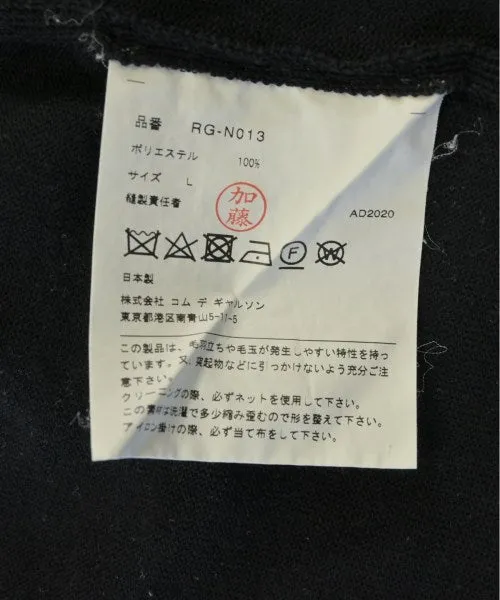 品番 RG-N013
ポリエステル 100%
サイズ L
縫製責任者 加藤
AD2020
F W
日本製
株式会社 コム デ ギャルソン
東京都港区南青山5-11-5
この製品は、毛羽立ちや毛玉が発生しやすい特性を持っ
ています。又、突起物などに引っかけないよう充分ご注
意下さい。
クリーニングの際、必ずネットを使用して下さい。
この素材は洗濯で多少縮み歪むので形を整えて下さい。
アイロン掛けの際、必ず当て布をして下さい。